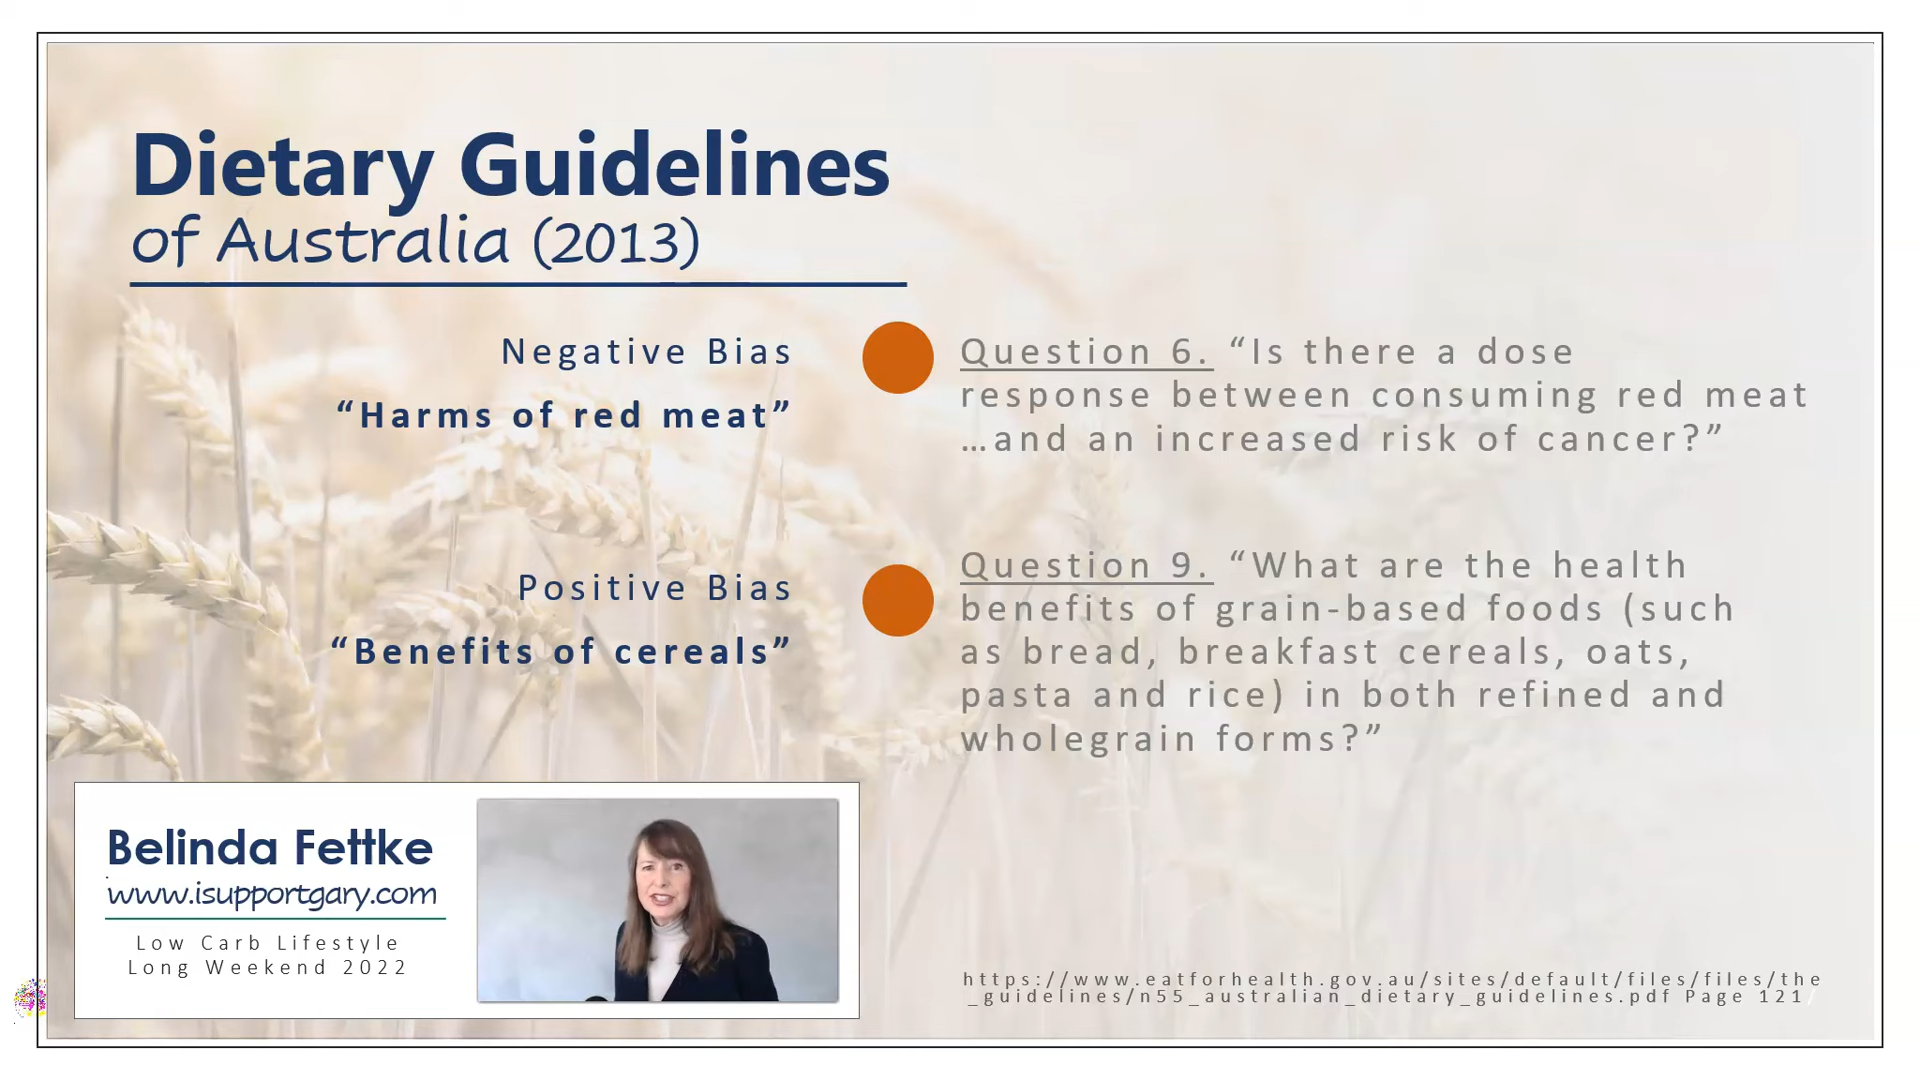 Dietary Guidelines
of Australia (2013)
Negative Bias
“Harms of red meat”
Question 6. “Is there a dose
response between consuming red meat
…and an increased risk of cancer?”
Positive Bias
“Benefits of cereals”
Question 9. “What are the health
benefits of grain-based foods (such
as bread, breakfast cereals, oats,
pasta and rice) in both refined and
wholegrain forms?”
Belinda Fettke
www.isupportgary.com
Low Carb Lifestyle
Long Weekend 2022
https://www.eatforhealth.gov.au/sites/default/files/files/the
_guidelines/n55_australian_dietary_guidelines.pdf Page 121